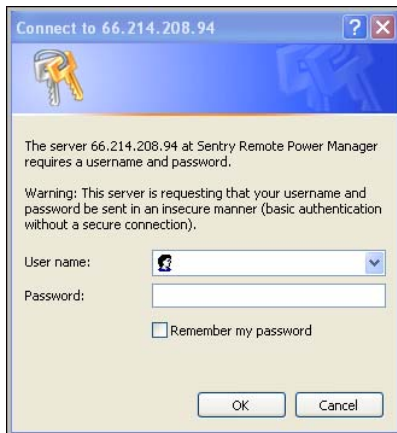 Connect to 66.214.208.94
The server 66.214.208.94 at Sentry Remote Power Manager
requires a username and password.
Warning: This server is requesting that your username and
password be sent in an insecure manner (basic authentication
without a secure connection).
User name:
Password:
Remember my password
OK Cancel